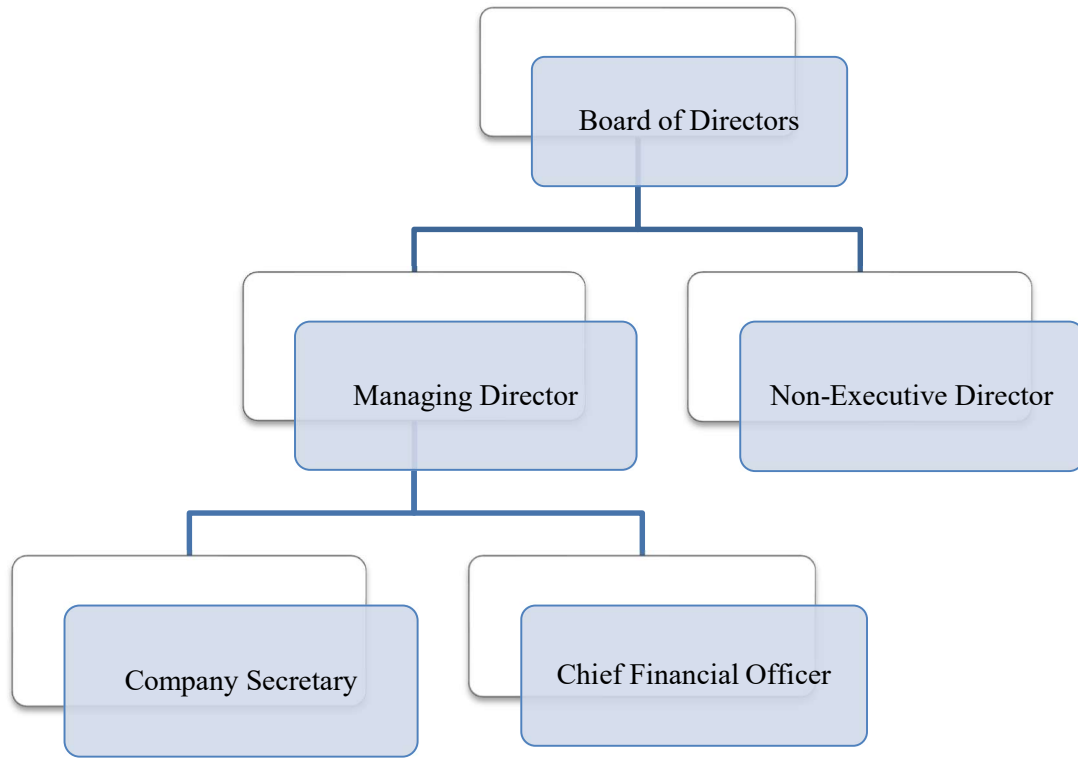 Board of Directors
Managing Director
Non-Executive Director
Company Secretary
Chief Financial Officer